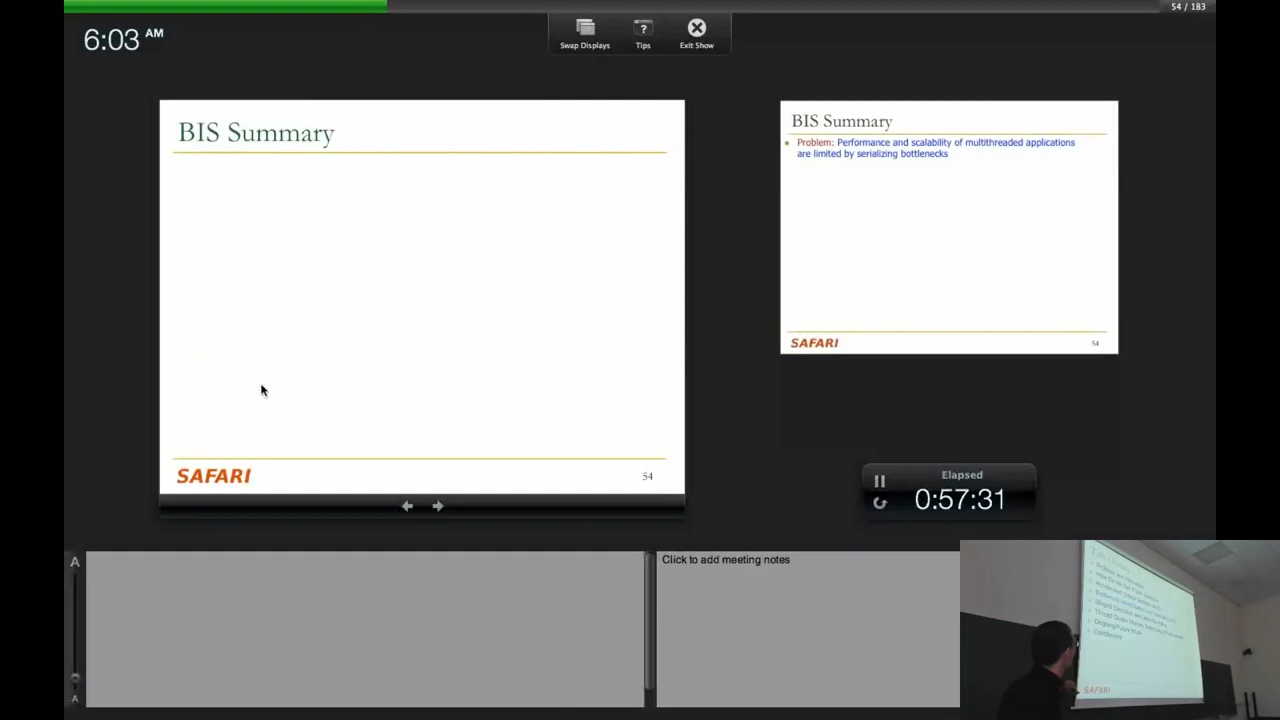 54 / 183
6:03 AM
Swap Displays
Tips
Exit Show
BIS Summary
SAFARI
54
BIS Summary
Problem: Performance and scalability of multithreaded applications
are limited by serializing bottlenecks
SAFARI
54
Elapsed
0:57:31
A
A
Click to add meeting notes
Conclusions
SAFARI